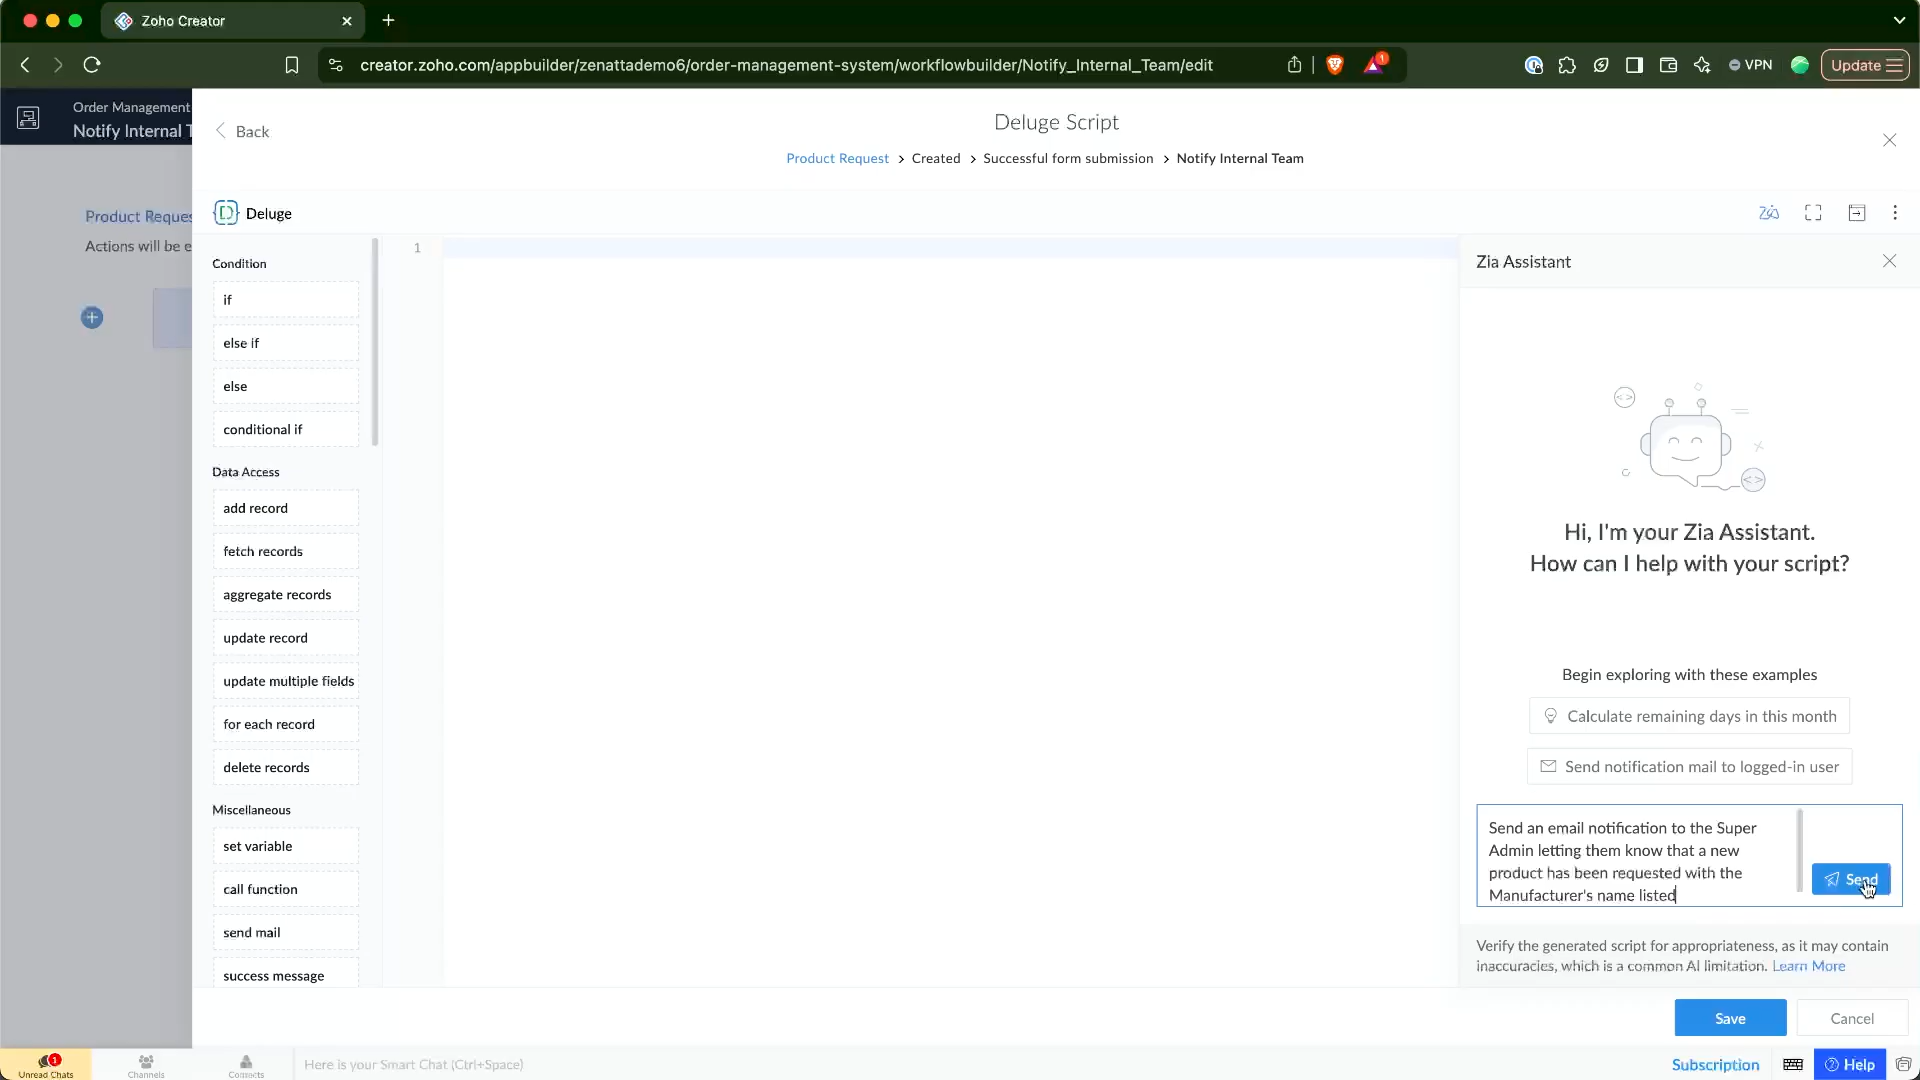 Zoho Creator
creator.zoho.com/appbuilder/zenattademo6/order-management-system/workflowbuilder/Notify_Internal_Team/edit
1
VPN
Update
Order Management
Notify Internal T
Back
Deluge Script
Product Request > Created > Successful form submission > Notify Internal Team
Product Reques
Actions will be e
Deluge
Zia
Condition
if
else if
else
conditional if
Data Access
add record
fetch records
aggregate records
update record
update multiple fields
for each record
delete records
Miscellaneous
set variable
call function
send mail
success message
1
Zia Assistant
Hi, I'm your Zia Assistant.
How can I help with your script?
Begin exploring with these examples
Calculate remaining days in this month
Send notification mail to logged-in user
Send an email notification to the Super
Admin letting them know that a new
product has been requested with the
Manufacturer's name listed
Send
Verify the generated script for appropriateness, as it may contain
inaccuracies, which is a common AI limitation. Learn More
Save
Cancel
1
Unread Chats
Channels
Contacts
Here is your Smart Chat (Ctrl+Space)
Subscription
Help